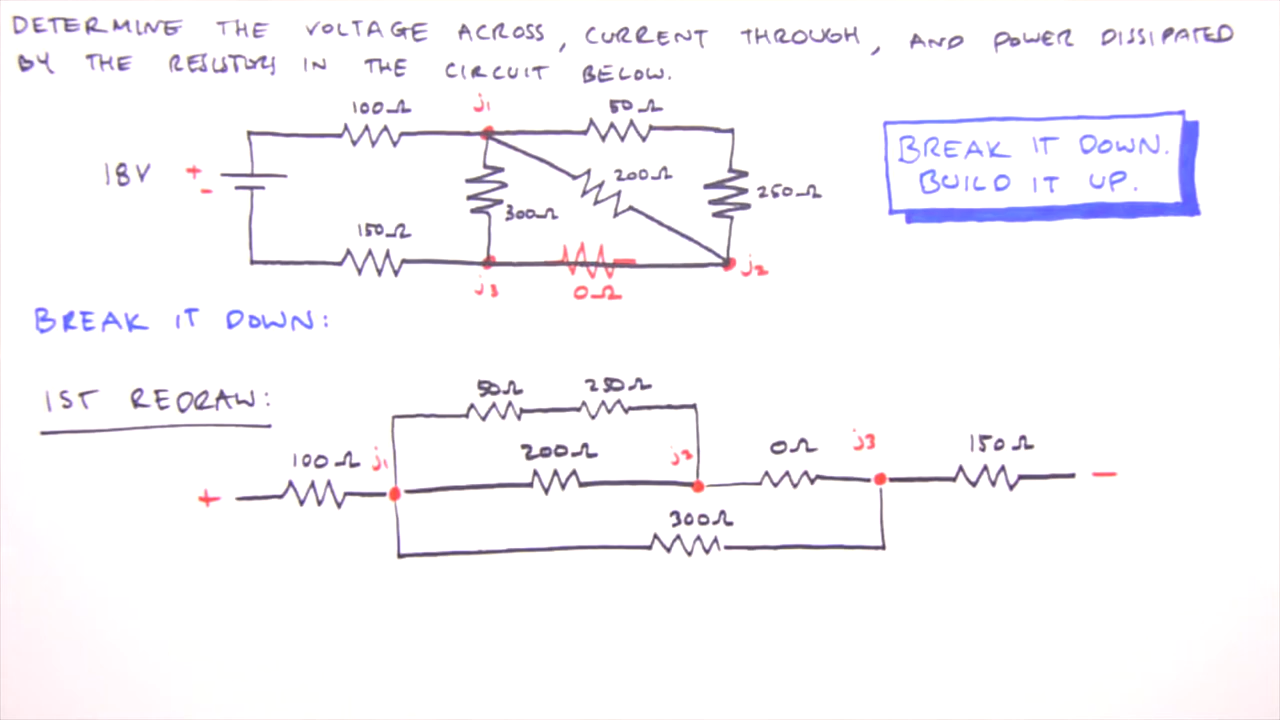 DETERMINE THE VOLTAGE ACROSS, CURRENT THROUGH, AND POWER DISSIPATED
BY THE RESISTORS IN THE CIRCUIT BELOW.
100Ω j1 50Ω
18V + - 300Ω 200Ω 250Ω
150Ω j3 0Ω j2
BREAK IT DOWN.
BUILD IT UP.
BREAK IT DOWN:
1ST REDRAW:
50Ω 250Ω
+ 100Ω j1 200Ω j2 0Ω j3 150Ω -
300Ω